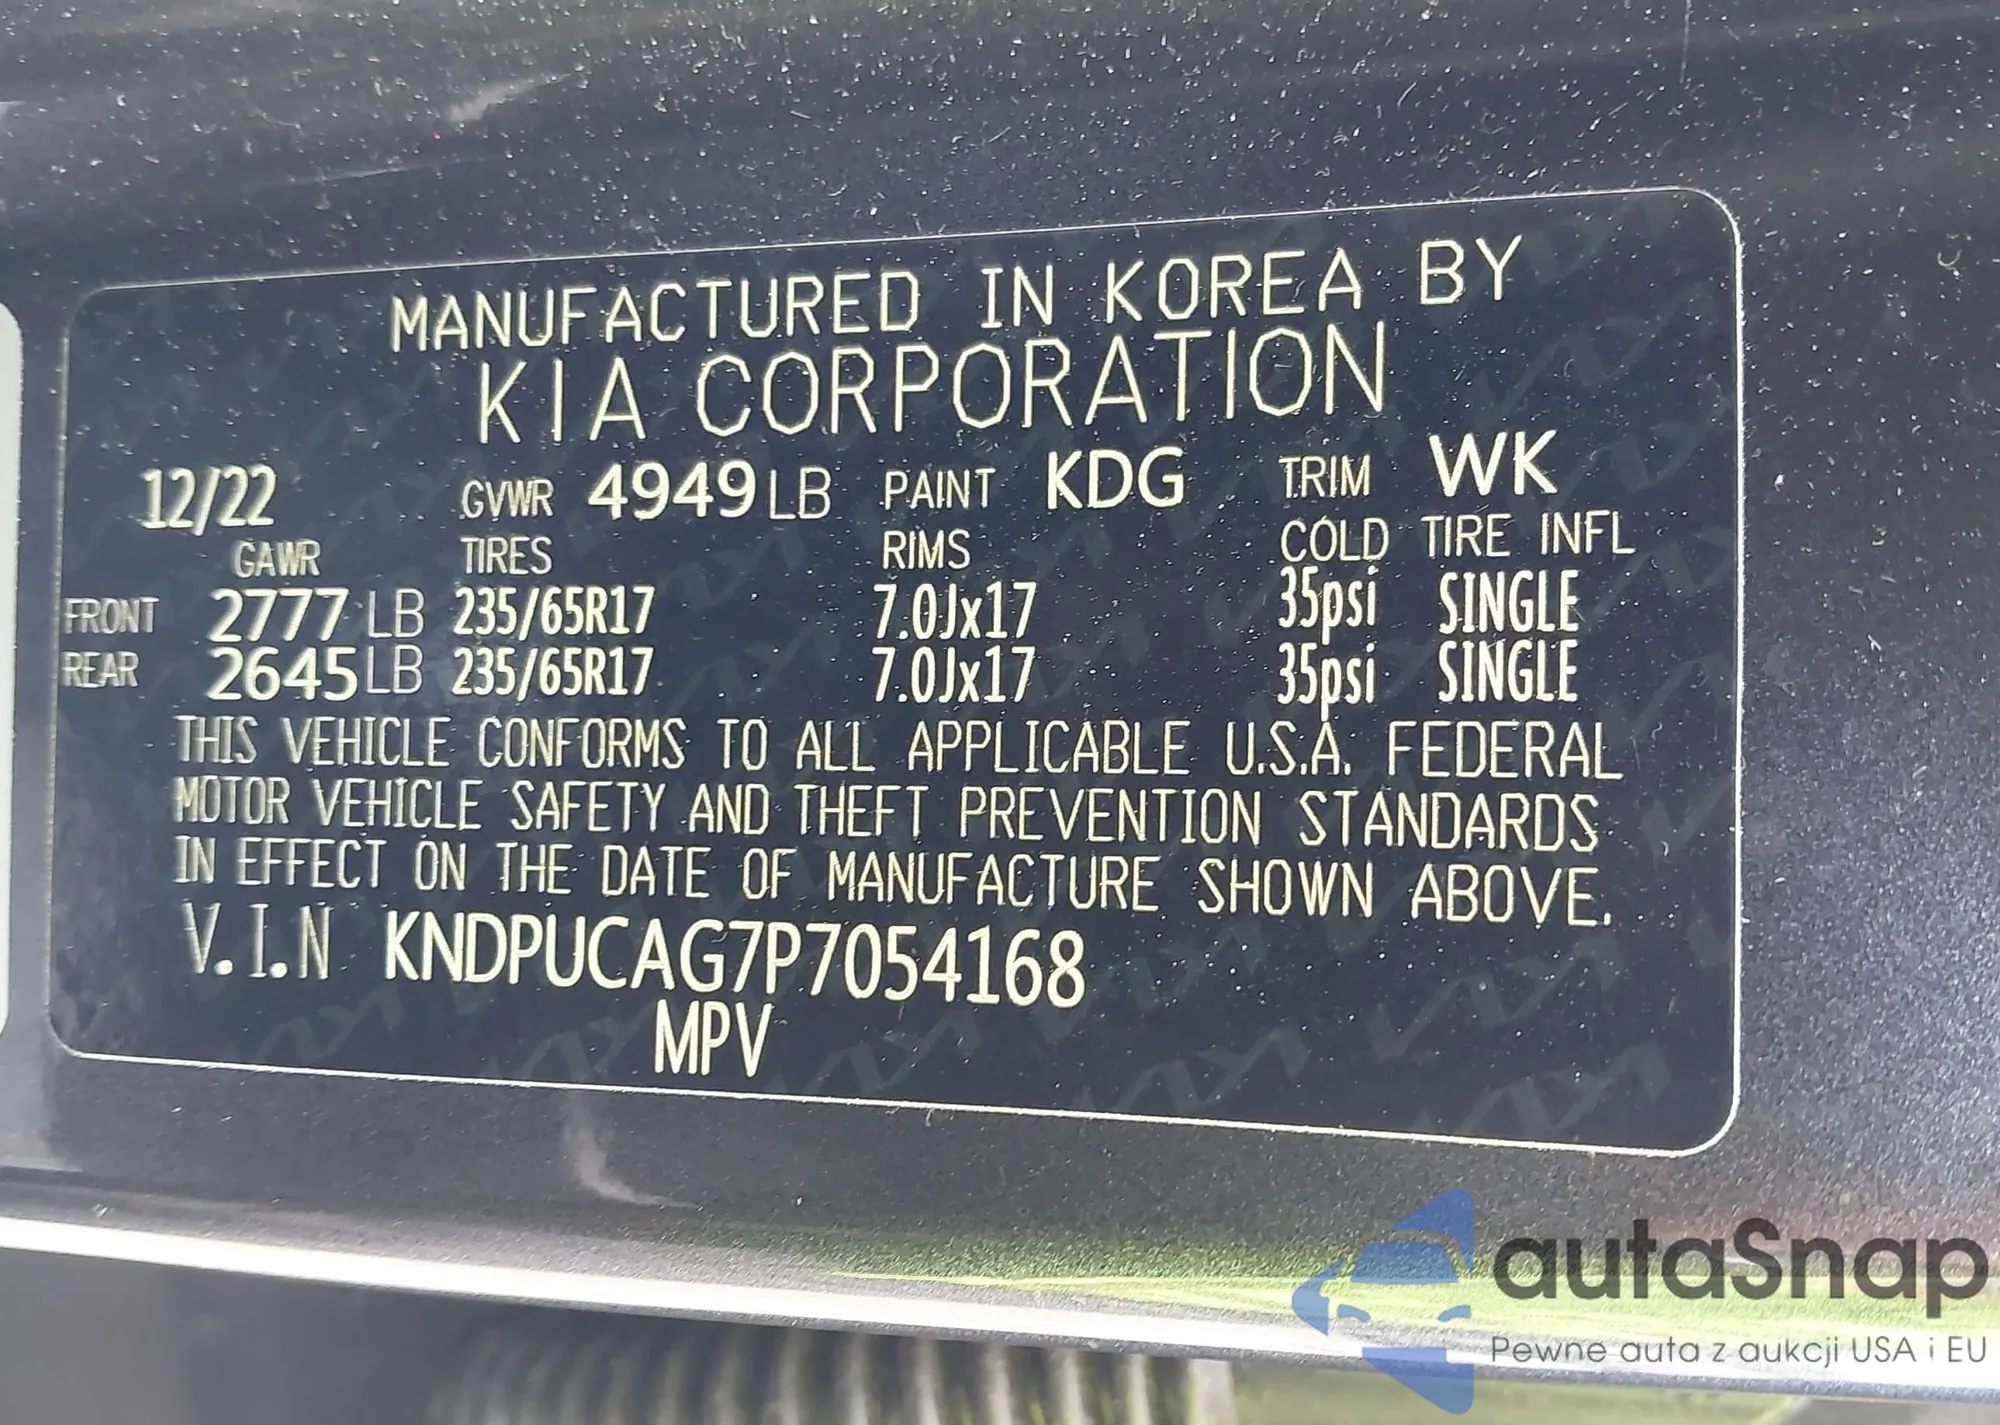 MANUFACTURED IN KOREA BY
KIA CORPORATION
12/22 GVWR 4949 LB PAINT KDG TRIM WK
GAWR TIRES RIMS COLD TIRE INFL
FRONT 2777 LB 235/65R17 7.0Jx17 35psi SINGLE
REAR 2645 LB 235/65R17 7.0Jx17 35psi SINGLE
THIS VEHICLE CONFORMS TO ALL APPLICABLE U.S.A. FEDERAL
MOTOR VEHICLE SAFETY AND THEFT PREVENTION STANDARDS
IN EFFECT ON THE DATE OF MANUFACTURE SHOWN ABOVE.
V.I.N KNDPUCAG7P7054168
MPV
autaSnap
Pewne auta z aukcji USA i EU